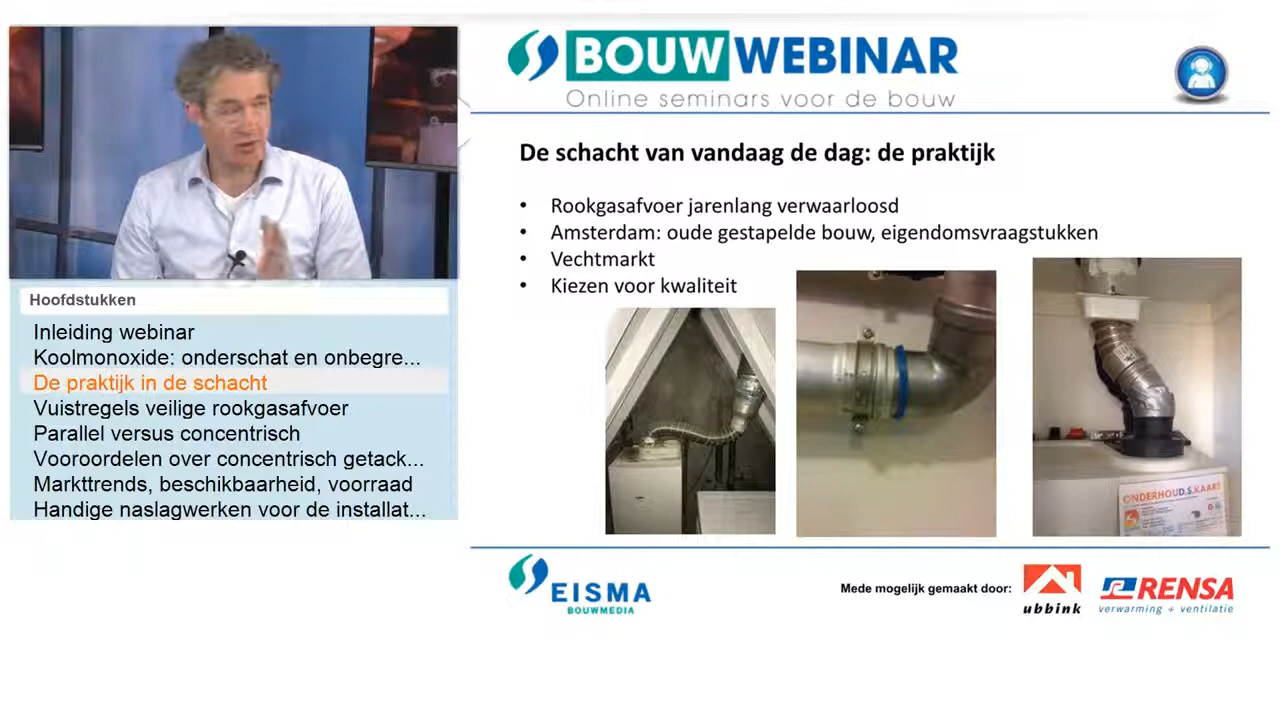 BOUWWEBINAR
Online seminars voor de bouw
De schacht van vandaag de dag: de praktijk
• Rookgasafvoer jarenlang verwaarloosd
• Amsterdam: oude gestapelde bouw, eigendomsvraagstukken
• Vechtmarkt
• Kiezen voor kwaliteit
Hoofdstukken
Inleiding webinar
Koolmonoxide: onderschat en onbegre...
De praktijk in de schacht
Vuistregels veilige rookgasafvoer
Parallel versus concentrisch
Vooroordelen over concentrisch getack...
Markttrends, beschikbaarheid, voorraad
Handige naslagwerken voor de installat...
ONDERHOUD.S.KAART
EISMA
BOUWMEDIA
Mede mogelijk gemaakt door:
ubbink
RENSA
verwarming + ventilatie